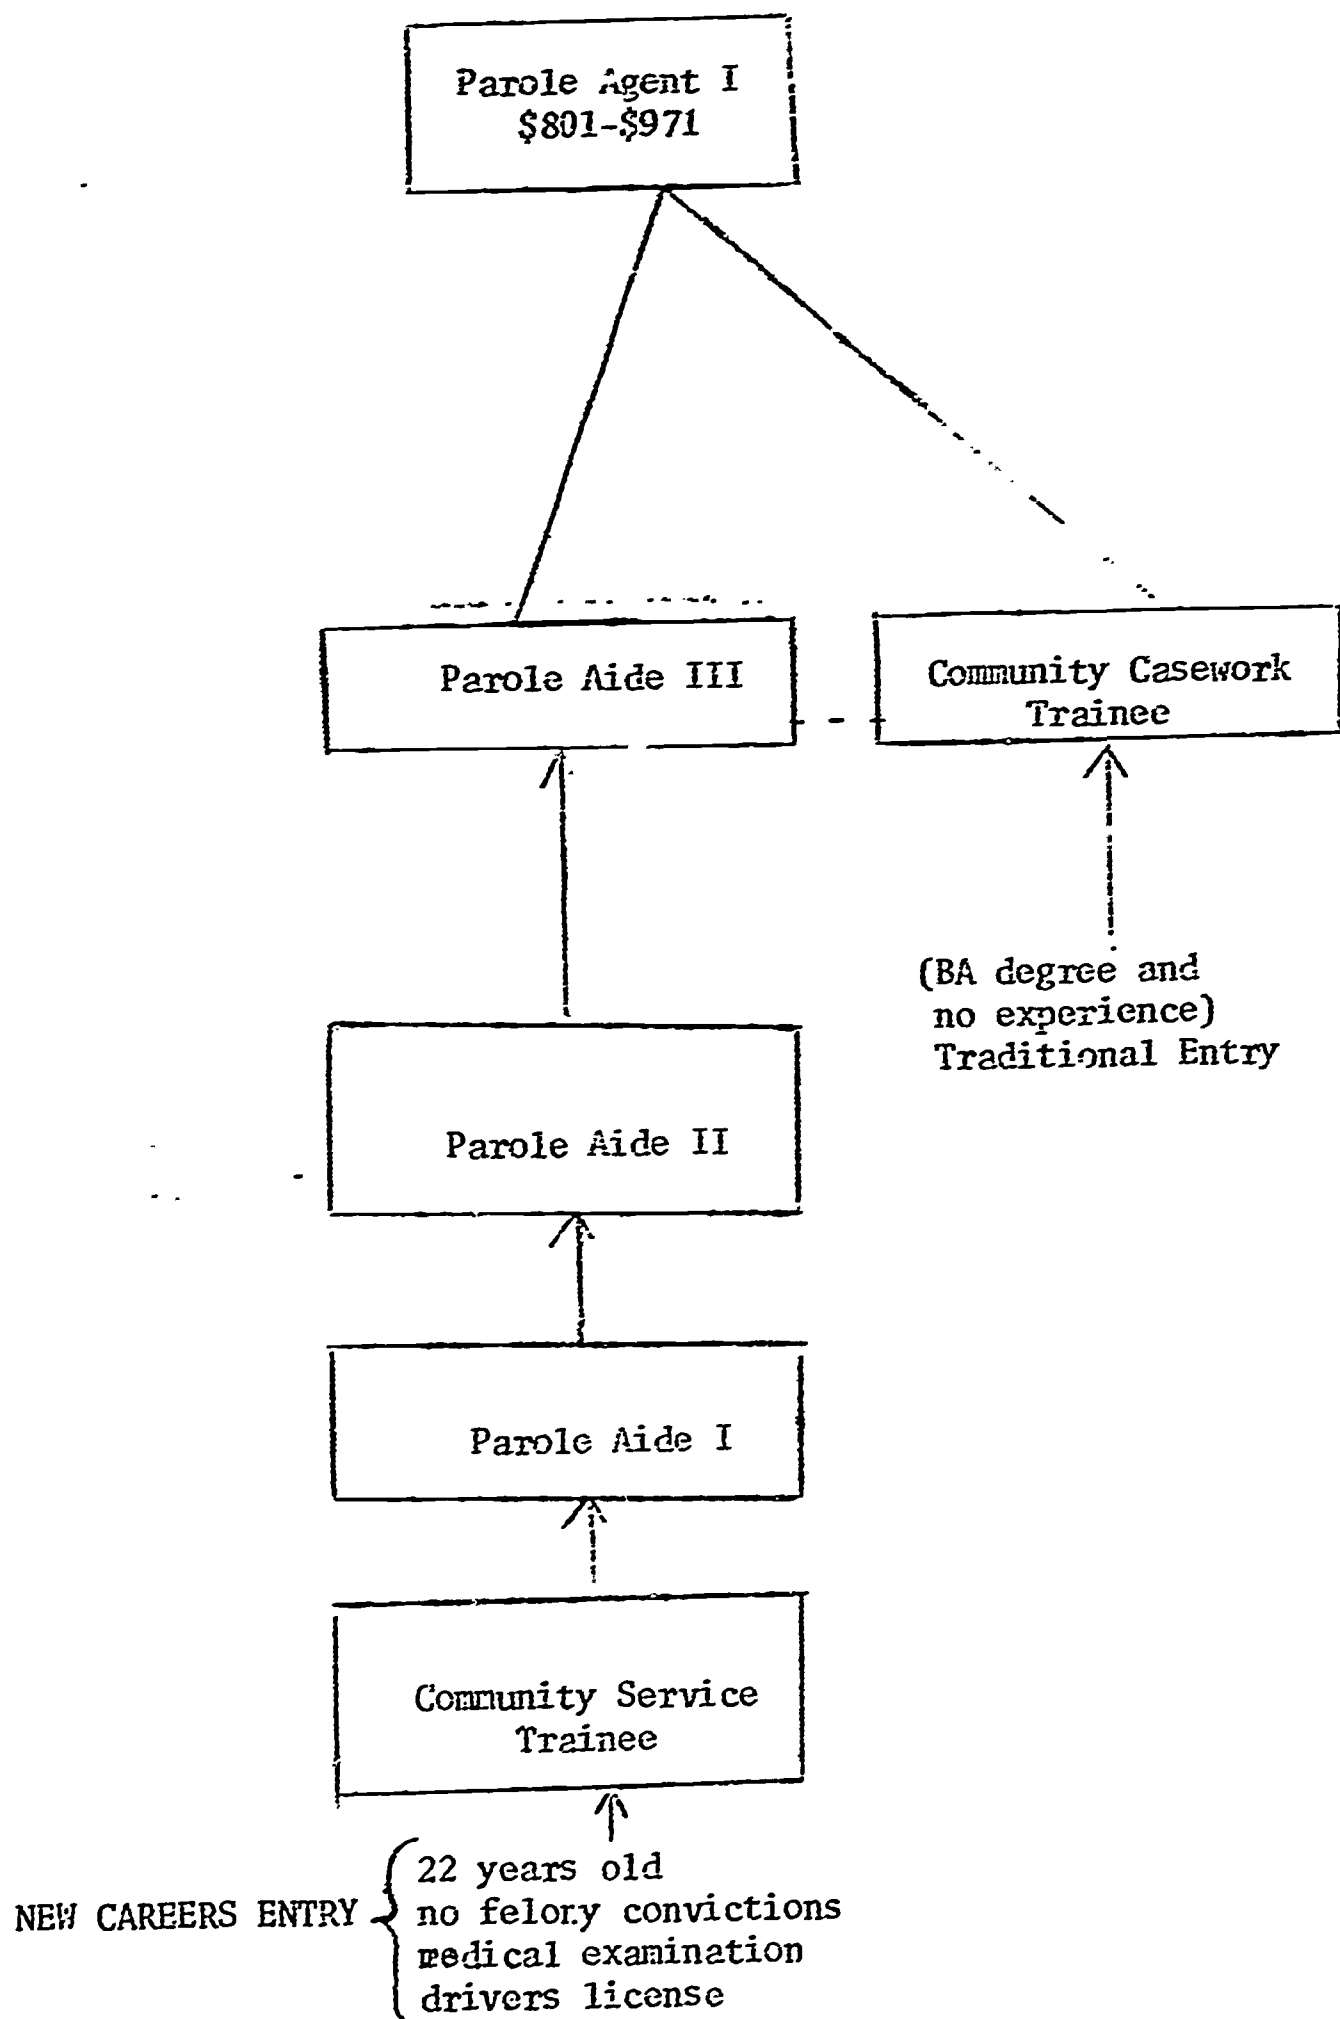 Parole Agent I
$801-$971
Parole Aide III
Community Casework
Trainee
(BA degree and
no experience)
Traditional Entry
Parole Aide II
Parole Aide I
Community Service
Trainee
NEW CAREERS ENTRY
22 years old
no felony convictions
medical examination
drivers license